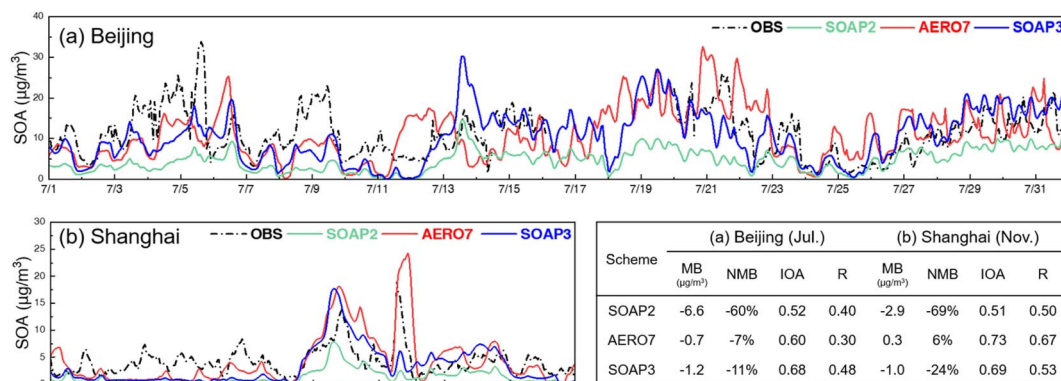 (a) Beijing
OBS SOAP2 AERO7 SOAP3
SOA (µg/m³)
40
30
20
10
0
7/1 7/3 7/5 7/7 7/9 7/11 7/13 7/15 7/17 7/19 7/21 7/23 7/25 7/27 7/29 7/31
(b) Shanghai
OBS SOAP2 AERO7 SOAP3
SOA (µg/m³)
30
25
20
15
10
5
Scheme (a) Beijing (Jul.) (b) Shanghai (Nov.)
MB (µg/m³) NMB IOA R MB (µg/m³) NMB IOA R
SOAP2 -6.6 -60% 0.52 0.40 -2.9 -69% 0.51 0.50
AERO7 -0.7 -7% 0.60 0.30 0.3 6% 0.73 0.67
SOAP3 -1.2 -11% 0.68 0.48 -1.0 -24% 0.69 0.53